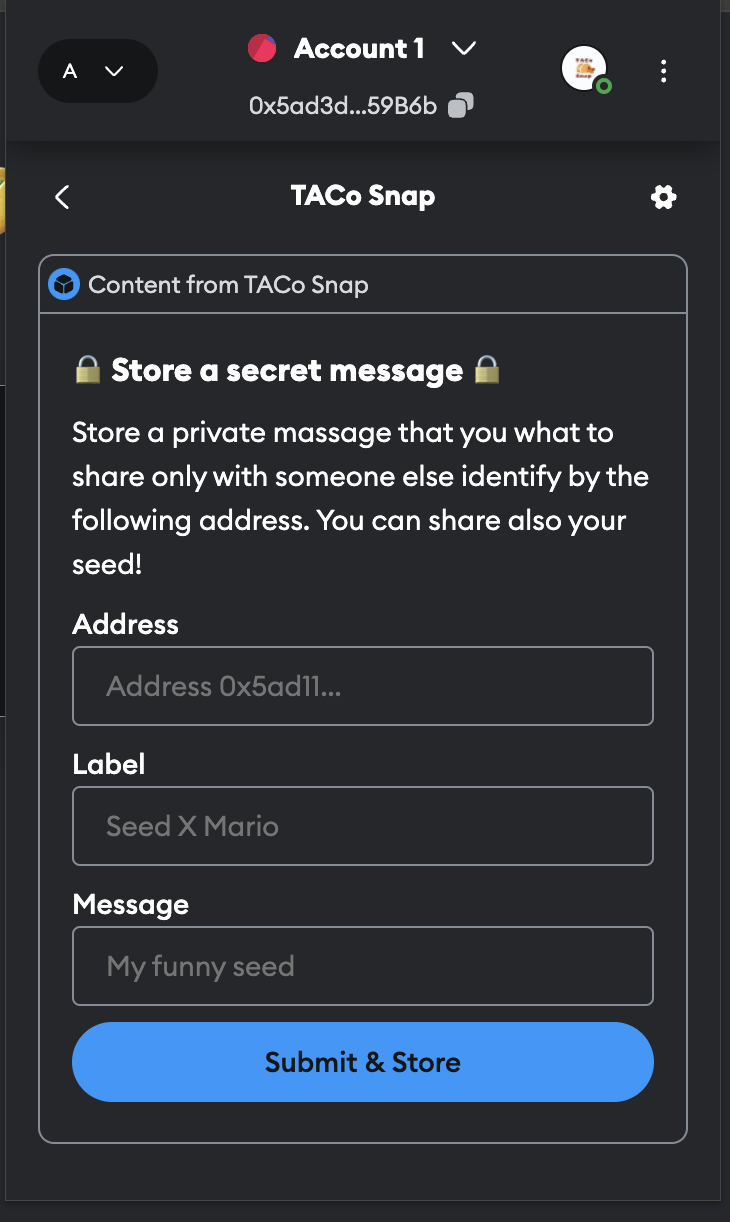 A
Account 1
0x5ad3d...59B6b
TACo Snap
Content from TACo Snap
🔒 Store a secret message 🔒
Store a private massage that you what to
share only with someone else identify by the
following address. You can share also your
seed!
Address
Address 0x5ad11...
Label
Seed X Mario
Message
My funny seed
Submit & Store